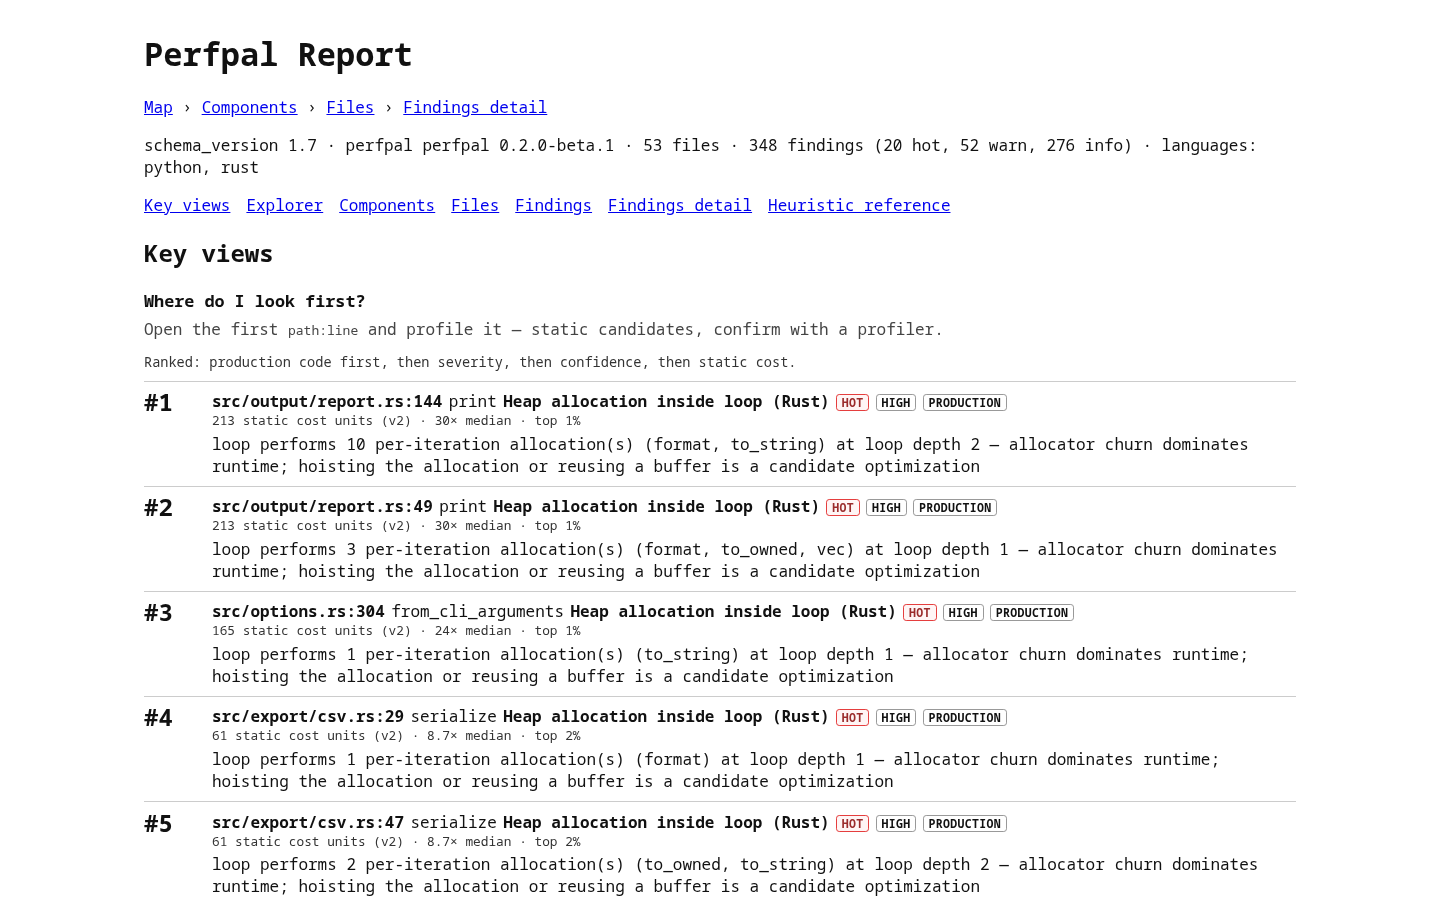 Perfpal Report
Map › Components › Files › Findings detail
schema_version 1.7 · perfpal perfpal 0.2.0-beta.1 · 53 files · 348 findings (20 hot, 52 warn, 276 info) · languages:
python, rust
Key views Explorer Components Files Findings Findings detail Heuristic reference
Key views
Where do I look first?
Open the first path:line and profile it — static candidates, confirm with a profiler.
Ranked: production code first, then severity, then confidence, then static cost.
#1 src/output/report.rs:144 print Heap allocation inside loop (Rust) HOT HIGH PRODUCTION
213 static cost units (v2) · 30× median · top 1%
loop performs 10 per-iteration allocation(s) (format, to_string) at loop depth 2 — allocator churn dominates
runtime; hoisting the allocation or reusing a buffer is a candidate optimization
#2 src/output/report.rs:49 print Heap allocation inside loop (Rust) HOT HIGH PRODUCTION
213 static cost units (v2) · 30× median · top 1%
loop performs 3 per-iteration allocation(s) (format, to_owned, vec) at loop depth 1 — allocator churn dominates
runtime; hoisting the allocation or reusing a buffer is a candidate optimization
#3 src/options.rs:304 from_cli_arguments Heap allocation inside loop (Rust) HOT HIGH PRODUCTION
165 static cost units (v2) · 24× median · top 1%
loop performs 1 per-iteration allocation(s) (to_string) at loop depth 1 — allocator churn dominates runtime;
hoisting the allocation or reusing a buffer is a candidate optimization
#4 src/export/csv.rs:29 serialize Heap allocation inside loop (Rust) HOT HIGH PRODUCTION
61 static cost units (v2) · 8.7× median · top 2%
loop performs 1 per-iteration allocation(s) (format) at loop depth 1 — allocator churn dominates runtime;
hoisting the allocation or reusing a buffer is a candidate optimization
#5 src/export/csv.rs:47 serialize Heap allocation inside loop (Rust) HOT HIGH PRODUCTION
61 static cost units (v2) · 8.7× median · top 2%
loop performs 2 per-iteration allocation(s) (to_owned, to_string) at loop depth 2 — allocator churn dominates
runtime; hoisting the allocation or reusing a buffer is a candidate optimization